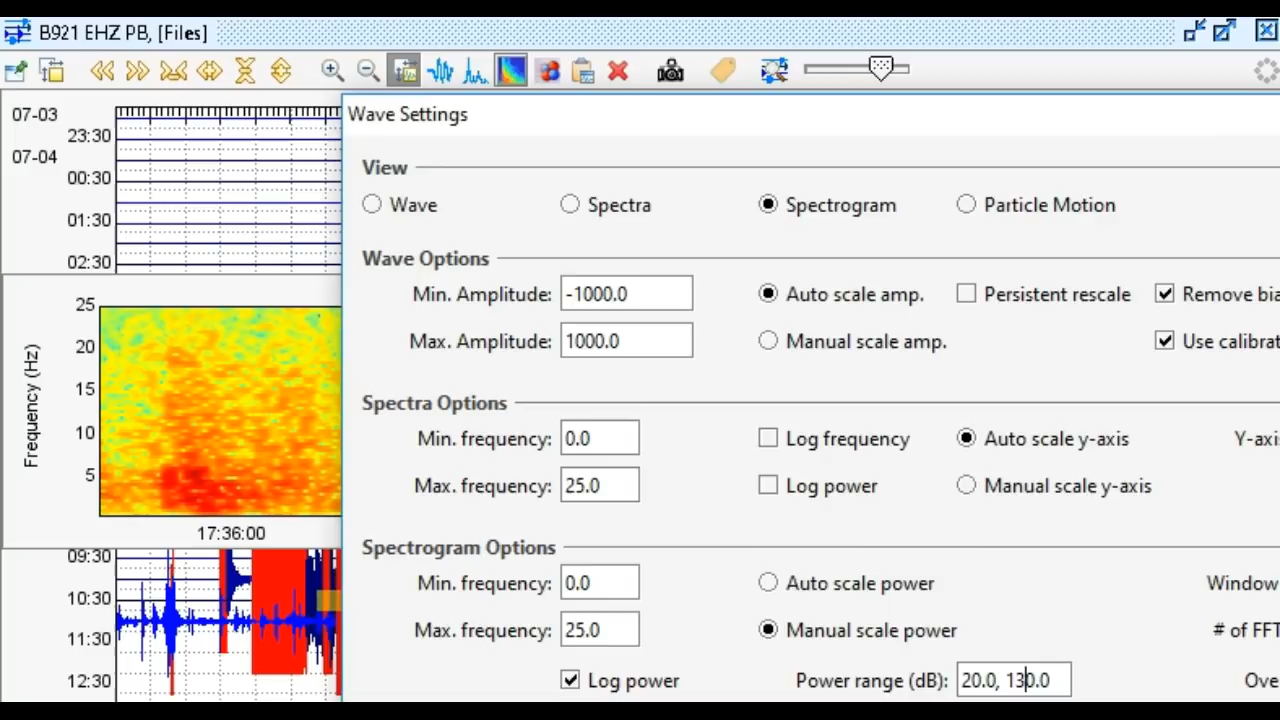 B921 EHZ PB, [Files]
07-03
23:30
07-04
00:30
01:30
02:30
Frequency (Hz)
25
20
15
10
5
17:36:00
09:30
10:30
11:30
12:30
Wave Settings
View
Wave Spectra Spectrogram Particle Motion
Wave Options
Min. Amplitude: -1000.0 Auto scale amp. Persistent rescale Remove bia
Max. Amplitude: 1000.0 Manual scale amp. Use calibrat
Spectra Options
Min. frequency: 0.0 Log frequency Auto scale y-axis Y-axi
Max. frequency: 25.0 Log power Manual scale y-axis
Spectrogram Options
Min. frequency: 0.0 Auto scale power Window
Max. frequency: 25.0 Manual scale power # of FFT
Log power Power range (dB): 20.0, 130.0 Ove